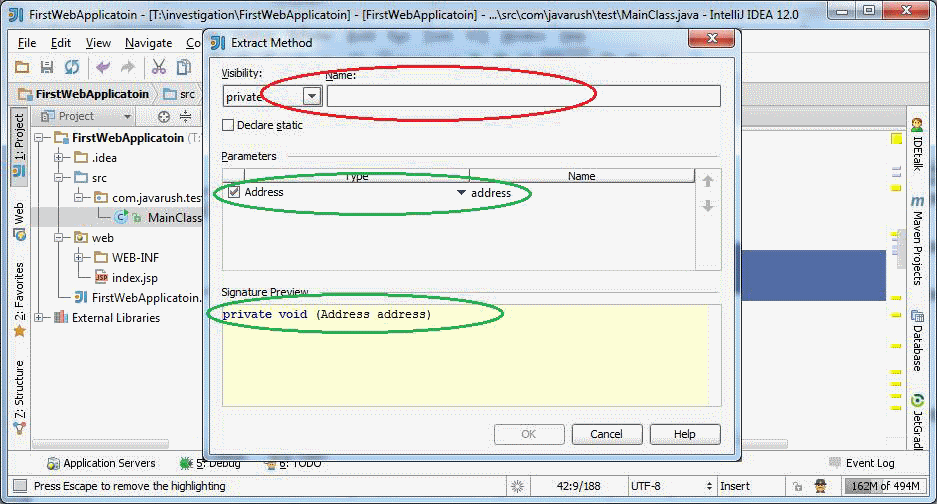 FirstWebApplicatoin - [T:\investigation\FirstWebApplicatoin] - [FirstWebApplicatoin] - ...\src\com\javarush\test\MainClass.java - IntelliJ IDEA 12.0
File Edit View Navigate
FirstWebApplicatoin src
Project
FirstWebApplicatoin
.idea
src
com.javarush.tes
MainClass
web
WEB-INF
index.jsp
FirstWebApplicatoin.
External Libraries
1: Project
Web
2: Favorites
7: Structure
Extract Method
Visibility: Name:
private
Declare static
Parameters
Type Name
Address address
Signature Preview
private void (Address address)
OK Cancel Help
IDEtalk
Maven Projects
Database
JetGradl
Application Servers 5: Debug 6: TODO Event Log
Press Escape to remove the highlighting 42:9/188 UTF-8 Insert 162M of 494M